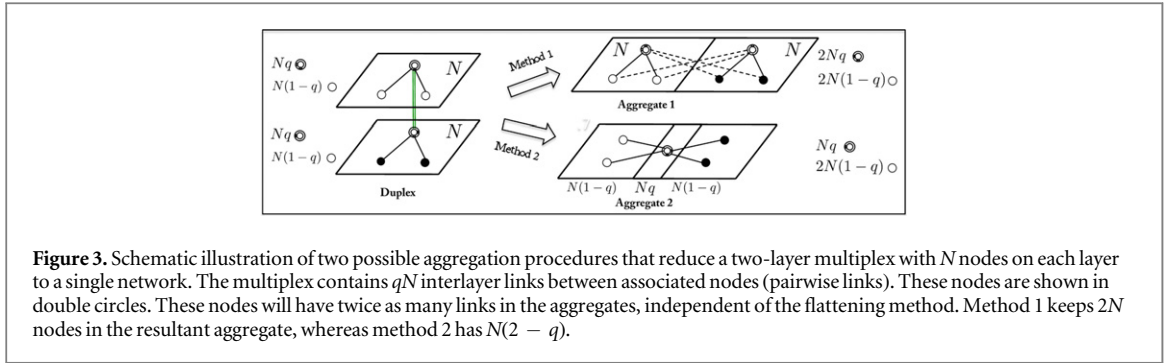 Nq ◎
N(1 − q) ○
N
Nq ◎
N(1 − q) ○
N
Duplex
Method 1
Method 2
N
N
2Nq ◎
2N(1 − q) ○
Aggregate 1
Nq ◎
2N(1 − q) ○
N(1 − q) Nq N(1 − q)
Aggregate 2
Figure 3. Schematic illustration of two possible aggregation procedures that reduce a two-layer multiplex with N nodes on each layer
to a single network. The multiplex contains qN interlayer links between associated nodes (pairwise links). These nodes are shown in
double circles. These nodes will have twice as many links in the aggregates, independent of the flattening method. Method 1 keeps 2N
nodes in the resultant aggregate, whereas method 2 has N(2 − q).